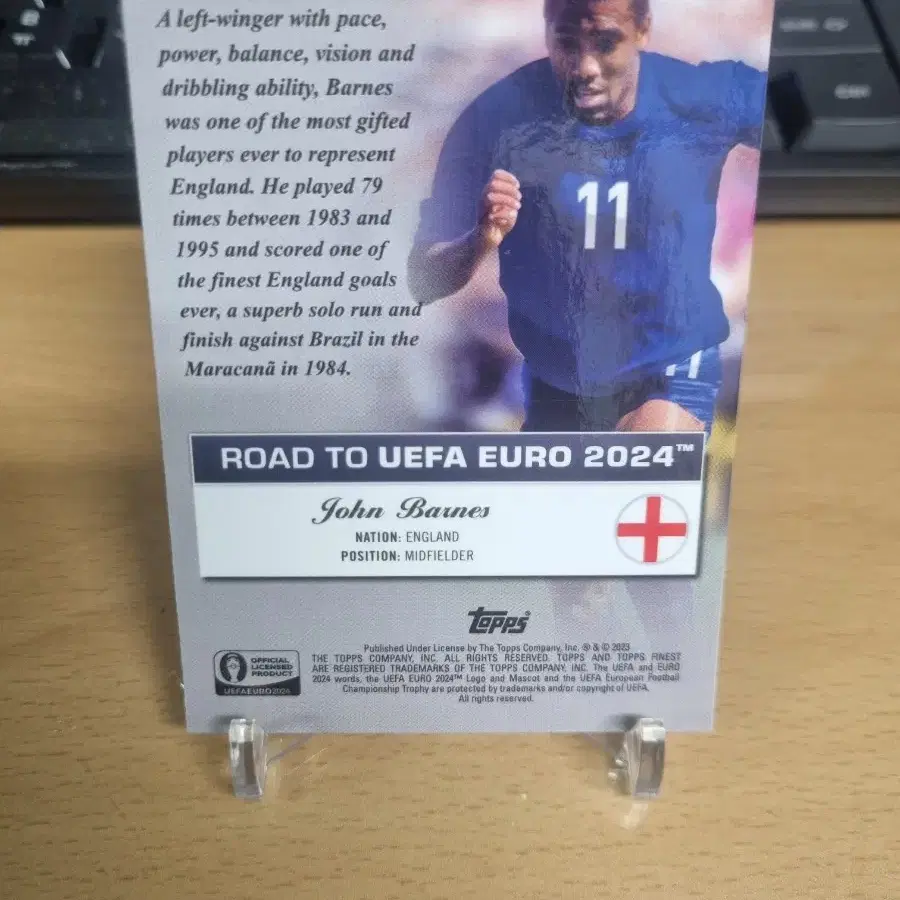 A left-winger with pace,
power, balance, vision and
dribbling ability, Barnes
was one of the most gifted
players ever to represent
England. He played 79
times between 1983 and
1995 and scored one of
the finest England goals
ever, a superb solo run and
finish against Brazil in the
Maracanã in 1984.
11
11
ROAD TO UEFA EURO 2024™
John Barnes
NATION: ENGLAND
POSITION: MIDFIELDER
Topps®
OFFICIAL
LICENSED
PRODUCT
UEFA EURO2024
Published Under License by The Topps Company, Inc. ® & © 2023
THE TOPPS COMPANY, INC. ALL RIGHTS RESERVED. TOPPS AND TOPPS FINEST
ARE REGISTERED TRADEMARKS OF THE TOPPS COMPANY, INC. The UEFA and EURO
2024 words, the UEFA EURO 2024™ Logo and Mascot and the UEFA European Football
Championship Trophy are protected by trademarks and/or copyright of UEFA.
All rights reserved.